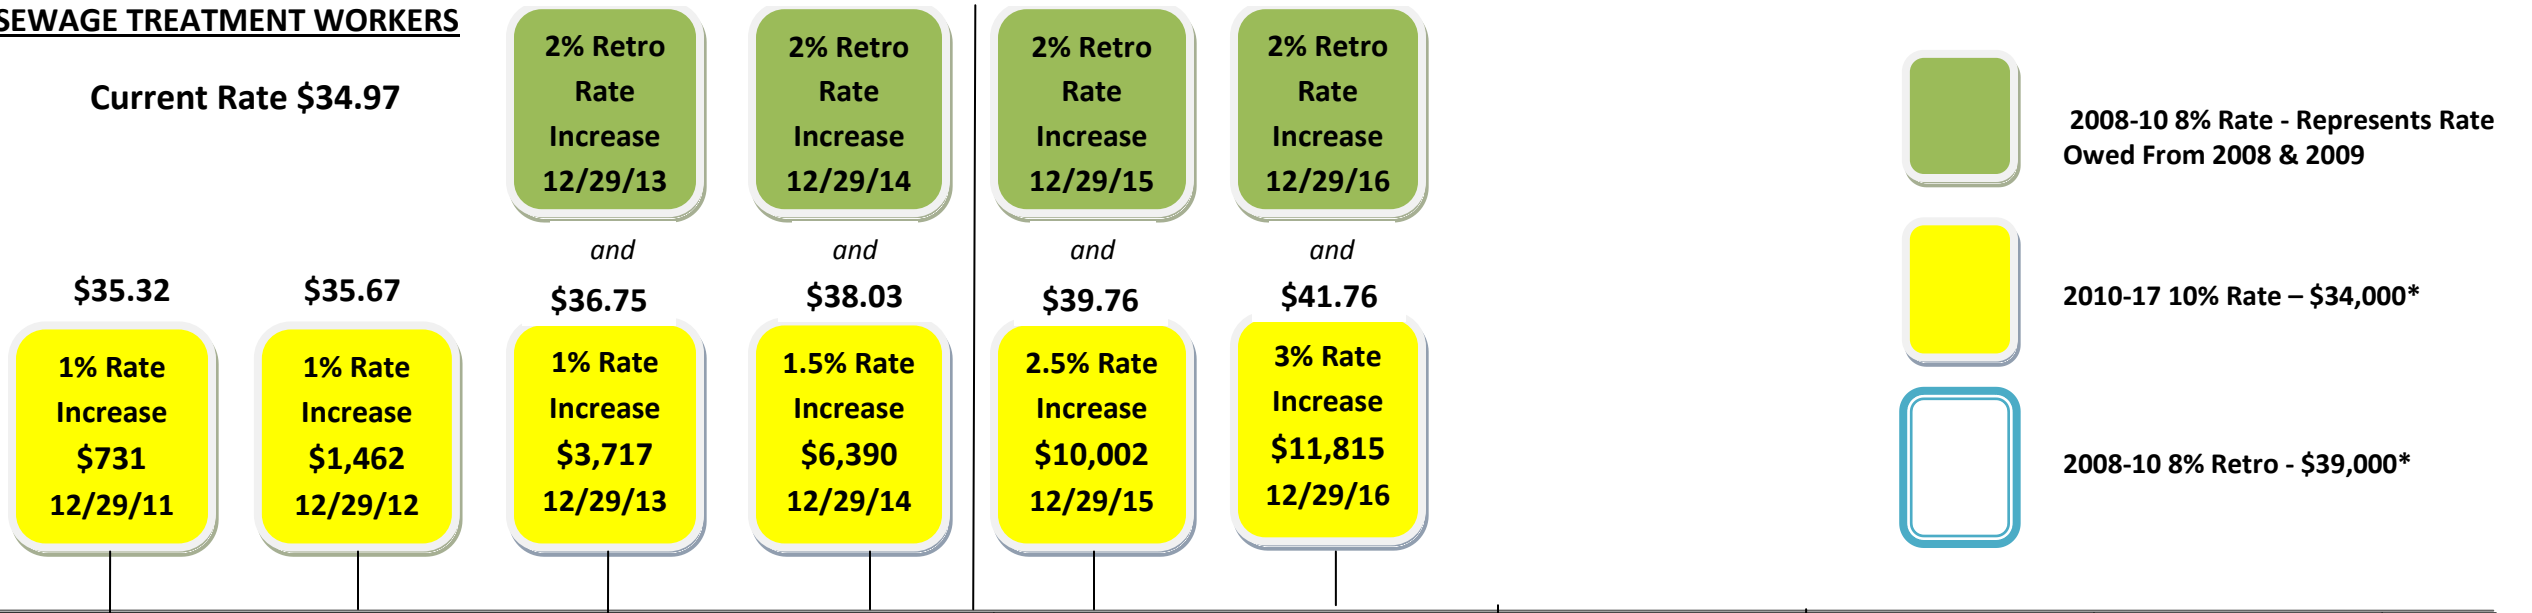 SEWAGE TREATMENT WORKERS
Current Rate $34.97
2% Retro
Rate
Increase
12/29/13
2% Retro
Rate
Increase
12/29/14
2% Retro
Rate
Increase
12/29/15
2% Retro
Rate
Increase
12/29/16
and
and
and
and
$35.32
$35.67
$36.75
$38.03
$39.76
$41.76
1% Rate
Increase
$731
12/29/11
1% Rate
Increase
$1,462
12/29/12
1% Rate
Increase
$3,717
12/29/13
1.5% Rate
Increase
$6,390
12/29/14
2.5% Rate
Increase
$10,002
12/29/15
3% Rate
Increase
$11,815
12/29/16
2008-10 8% Rate - Represents Rate
Owed From 2008 & 2009
2010-17 10% Rate – $34,000*
2008-10 8% Retro - $39,000*